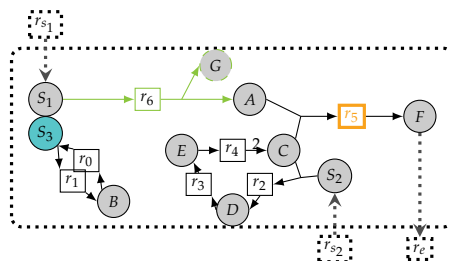 r_{s_1}
G
S_1
r_6
A
r_5
F
S_3
E
r_4
2
C
r_0
r_1
r_3
r_2
S_2
B
D
r_{s_2}
r_e